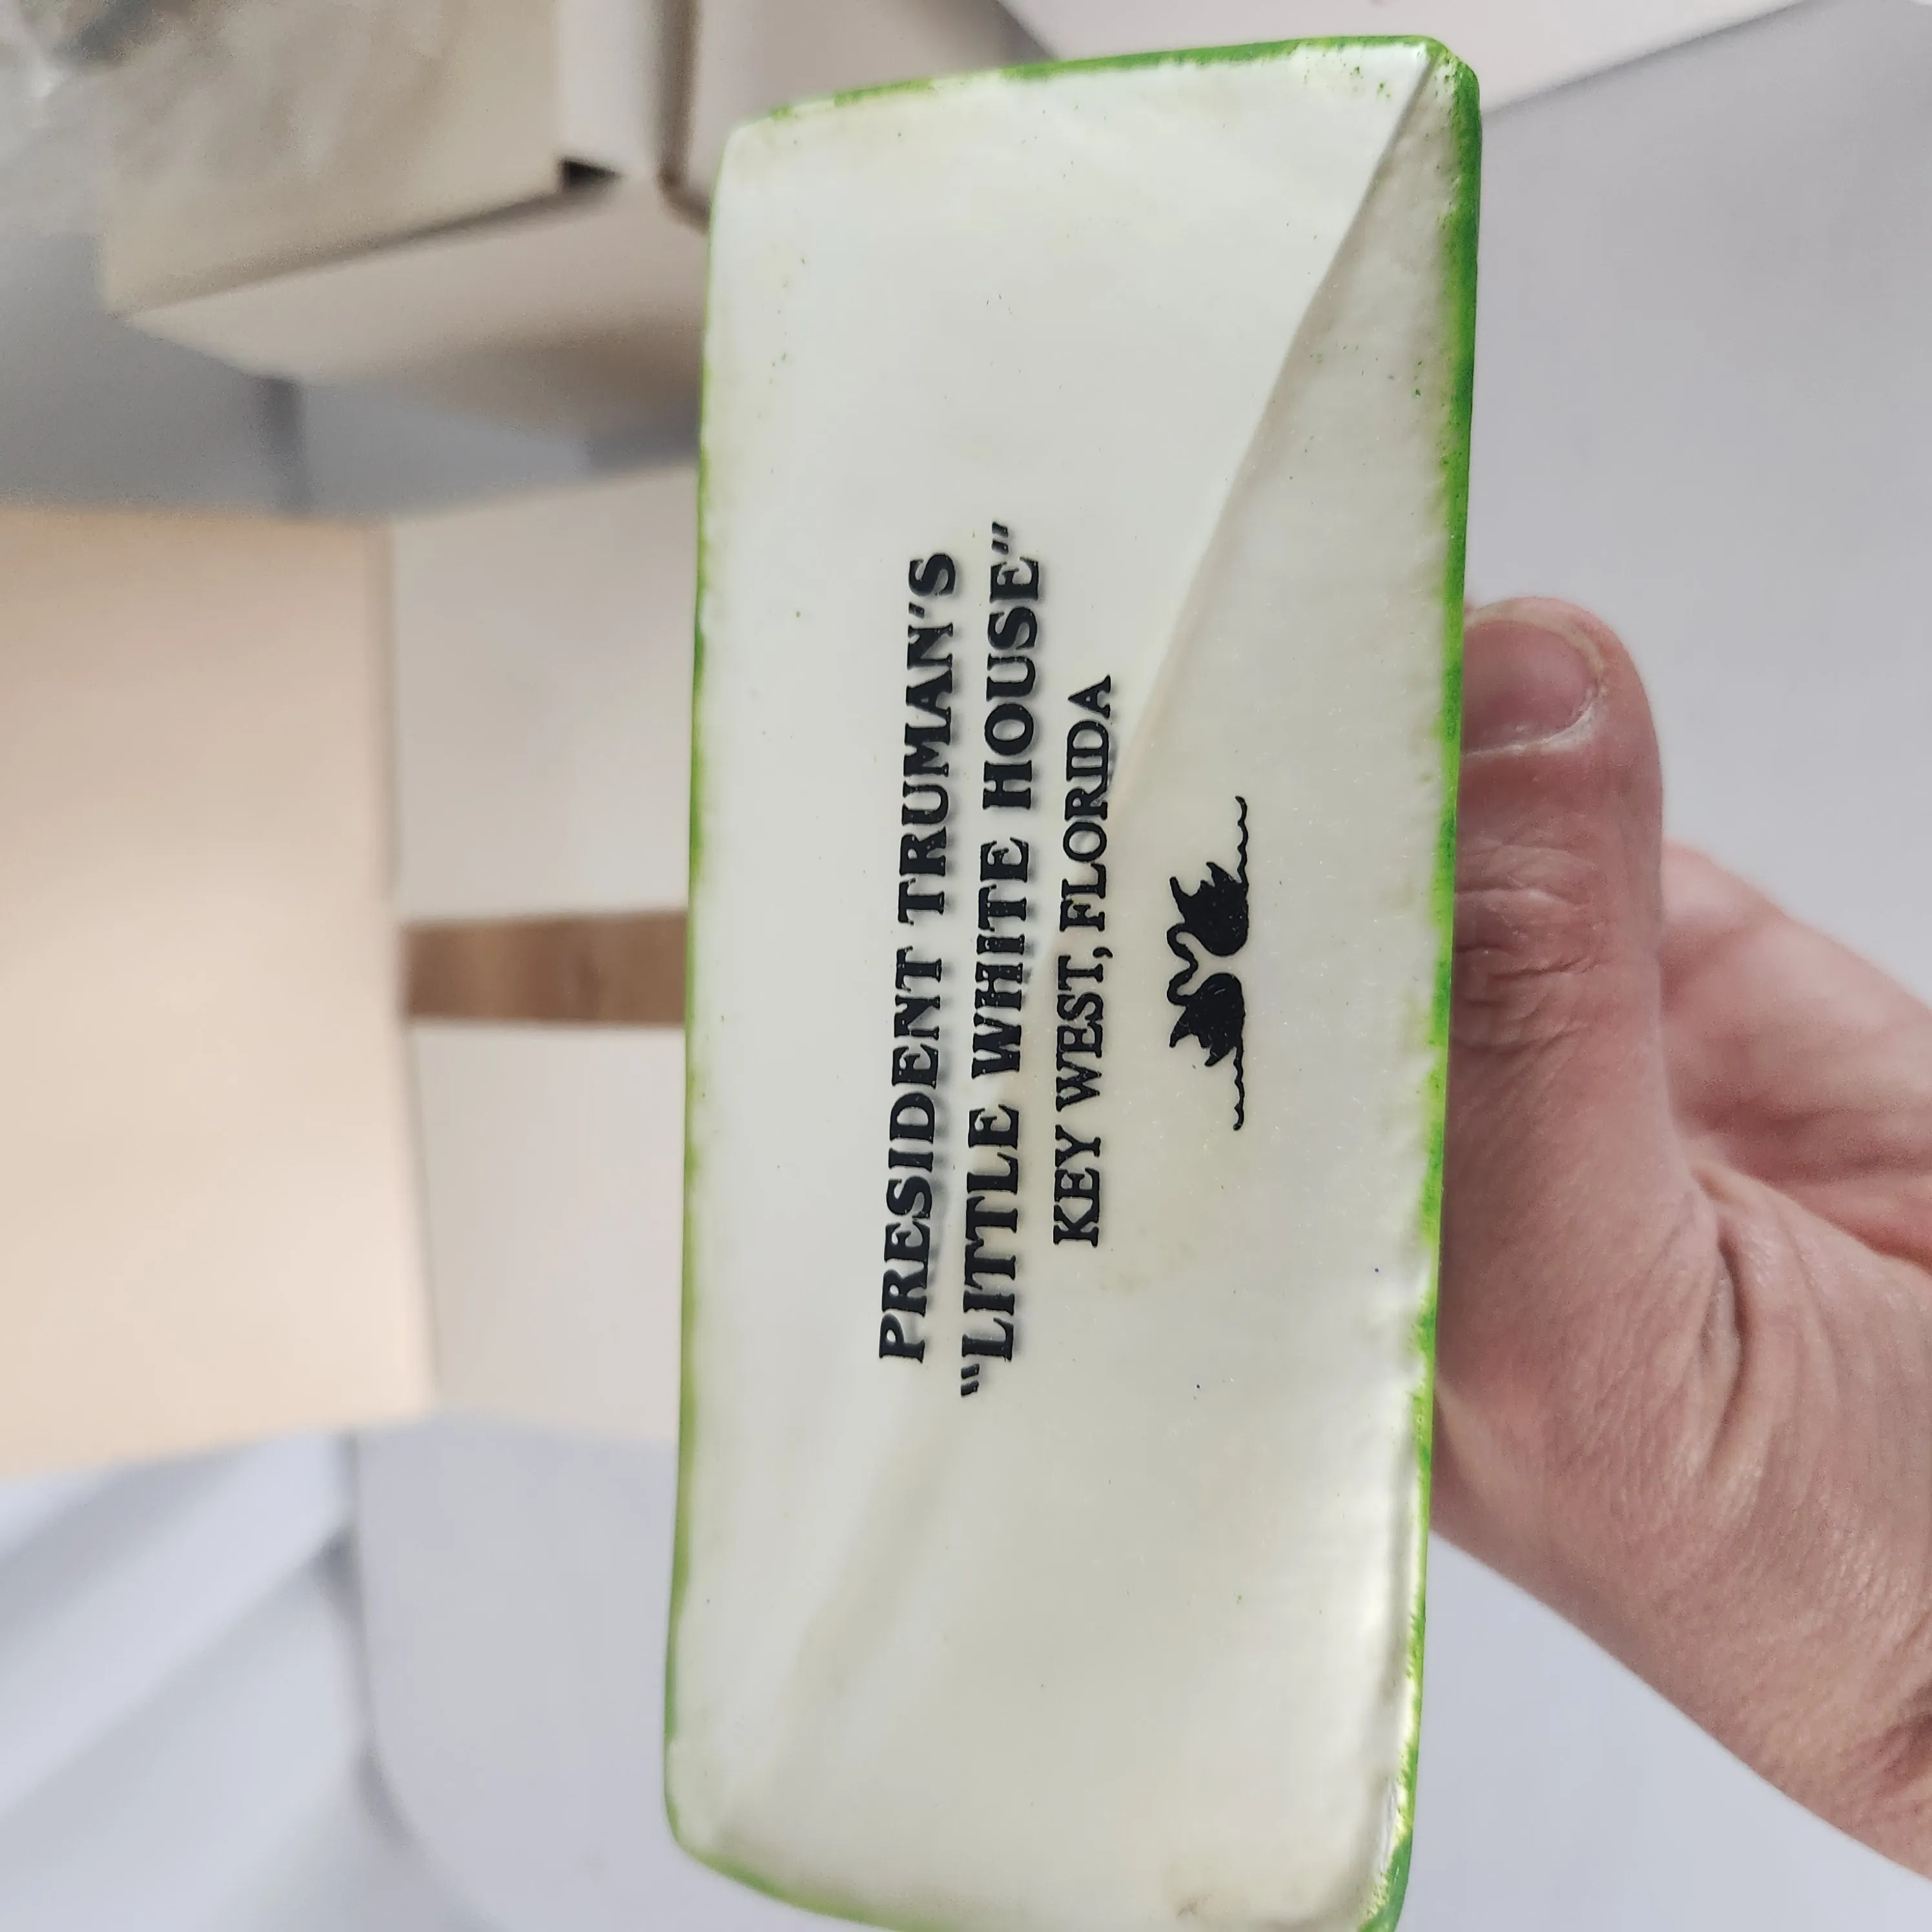 PRESIDENT TRUMAN'S
"LITTLE WHITE HOUSE"
KEY WEST, FLORIDA